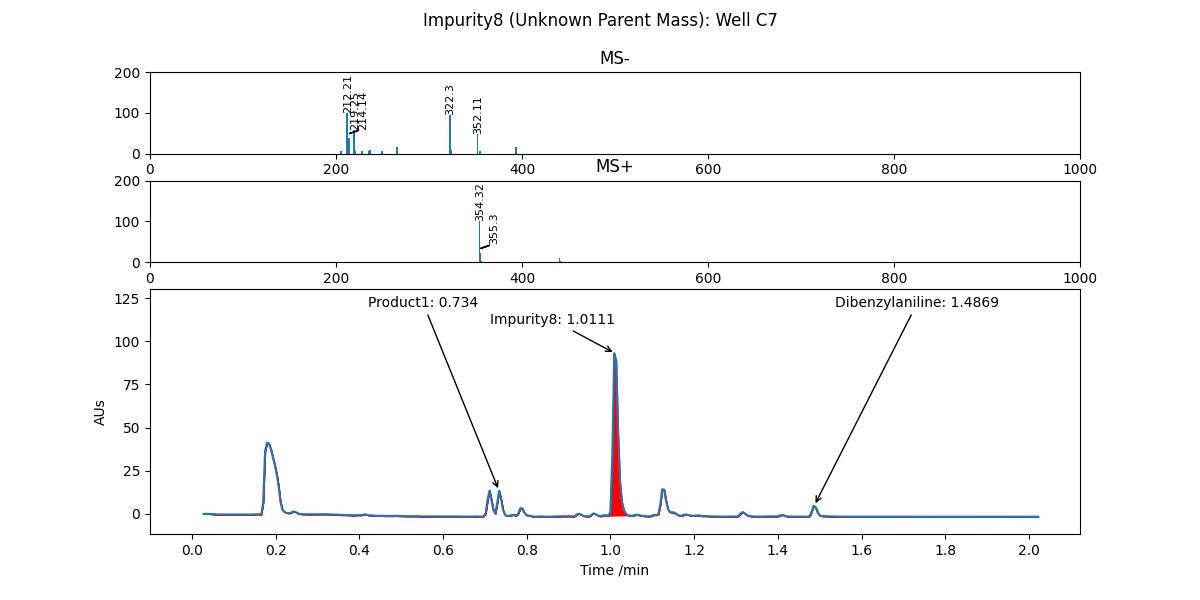 Impurity8 (Unknown Parent Mass): Well C7
MS-
200
100
0
212.21
219.25
214.14
322.3
352.11
0 200 400 600 800 1000
MS+
200
100
0
354.32
355.3
0 200 400 600 800 1000
Product1: 0.734
Impurity8: 1.0111
Dibenzylaniline: 1.4869
125
100
75
50
25
0
AUs
0.0 0.2 0.4 0.6 0.8 1.0 1.2 1.4 1.6 1.8 2.0
Time /min